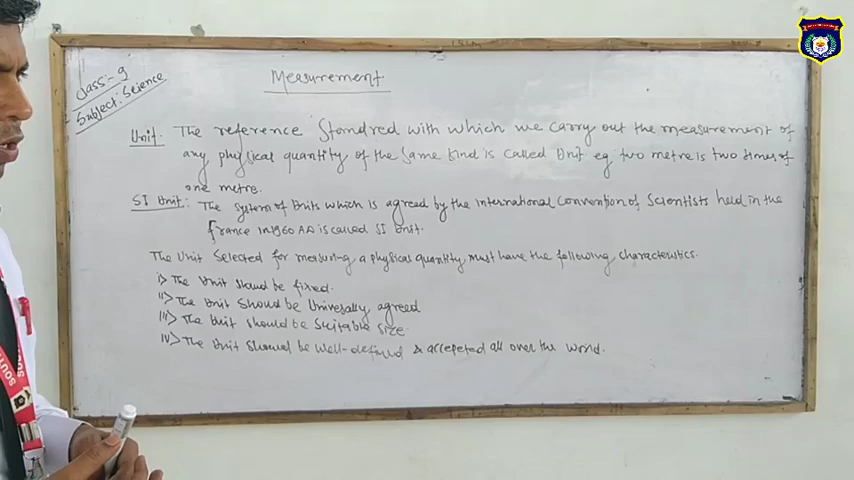 Class:- 9
Subject: Science
Measurement
Unit: The reference Standred with which we carry out the measurement of
any physical quantity of the same kind is called Unit eg two metre is two times of
one metre.
SI Unit: The system of Units which is agreed by the international Convention of Scientists held in the
france in 1960 A.D is called SI Unit.
The Unit Selected for measuring a physical quantity must have the following characteristics.
i> The Unit should be fixed.
ii> The Unit should be Universally agreed
iii> The Unit should be Suitable size.
iv> The Unit should be well-defined & accepeted all over the world.
SOUTH